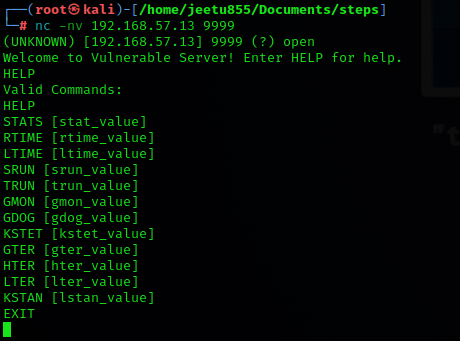 ┌──(root㉿kali)-[/home/jeetu855/Documents/steps]
└─# nc -nv 192.168.57.13 9999
(UNKNOWN) [192.168.57.13] 9999 (?) open
Welcome to Vulnerable Server! Enter HELP for help.
HELP
Valid Commands:
HELP
STATS [stat_value]
RTIME [rtime_value]
LTIME [ltime_value]
SRUN [srun_value]
TRUN [trun_value]
GMON [gmon_value]
GDOG [gdog_value]
KSTET [kstet_value]
GTER [gter_value]
HTER [hter_value]
LTER [lter_value]
KSTAN [lstan_value]
EXIT